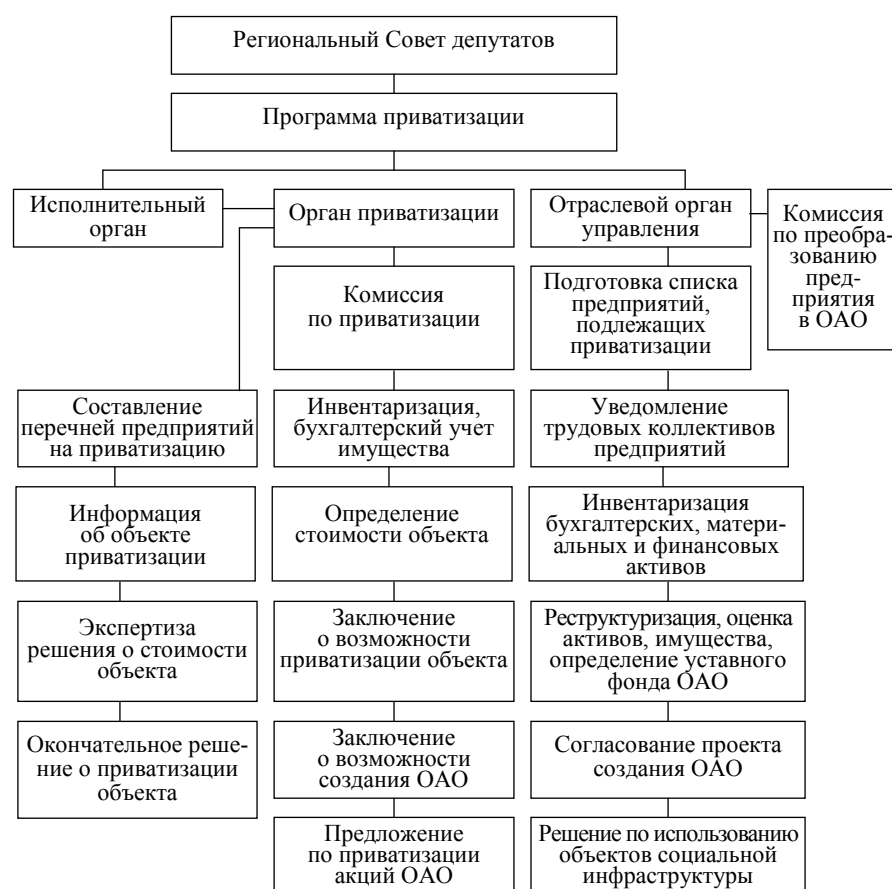 Региональный Совет депутатов
Программа приватизации
Исполнительный
орган
Орган приватизации
Отраслевой орган
управления
Комиссия
по преобра-
зованию
пред-
приятия
в ОАО
Комиссия
по приватизации
Подготовка списка
предприятий,
подлежащих
приватизации
Составление
перечней предприятий
на приватизацию
Инвентаризация,
бухгалтерский учет
имущества
Уведомление
трудовых коллективов
предприятий
Информация
об объекте
приватизации
Определение
стоимости объекта
Инвентаризация
бухгалтерских, матери-
альных и финансовых
активов
Экспертиза
решения о стоимости
объекта
Заключение
о возможности
приватизации объекта
Реструктуризация, оценка
активов, имущества,
определение уставного
фонда ОАО
Окончательное реше-
ние о приватизации
объекта
Заключение
о возможности
создания ОАО
Согласование проекта
создания ОАО
Предложение
по приватизации
акций ОАО
Решение по использованию
объектов социальной
инфраструктуры